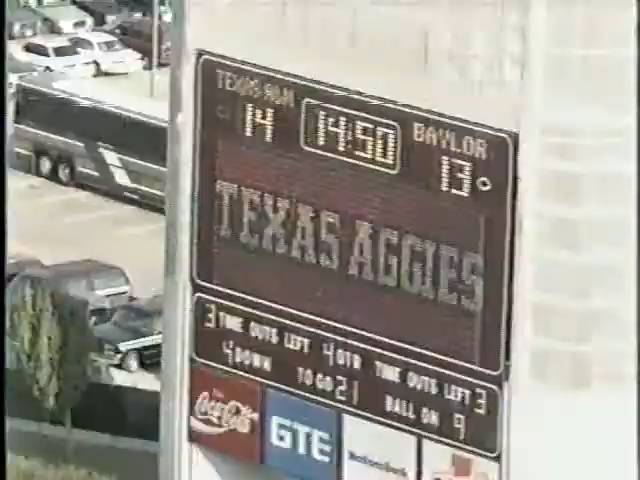 TEXAS A&M
14 14:50 BAYLOR
13
TEXAS AGGIES
3 TIME OUTS LEFT 4 QTR TIME OUTS LEFT 3
4 DOWN TO GO 21 BALL ON 9
Coca-Cola
GTE